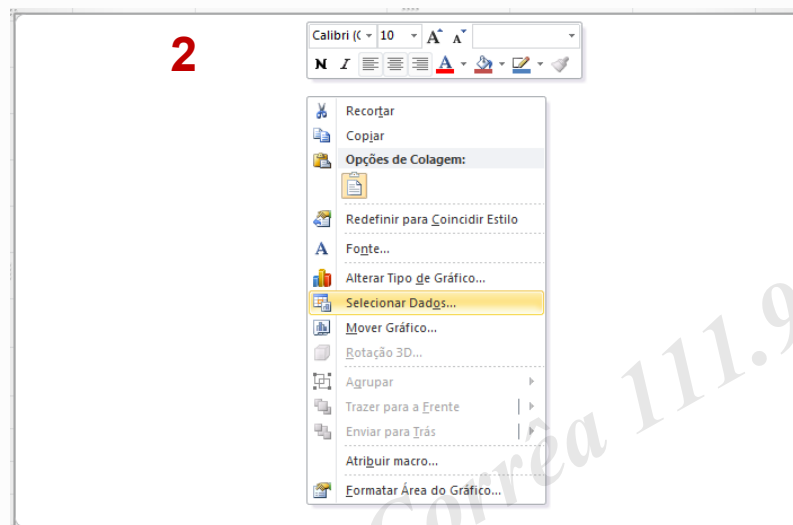 2
Calibri (( 10 A A
N I A
Recortar
Copiar
Opções de Colagem:
Redefinir para Coincidir Estilo
A Fonte...
Alterar Tipo de Gráfico...
Selecionar Dados...
Mover Gráfico...
Rotação 3D...
Agrupar
Trazer para a Frente
Enviar para Trás
Atribuir macro...
Formatar Área do Gráfico...
Corrêa 111.9